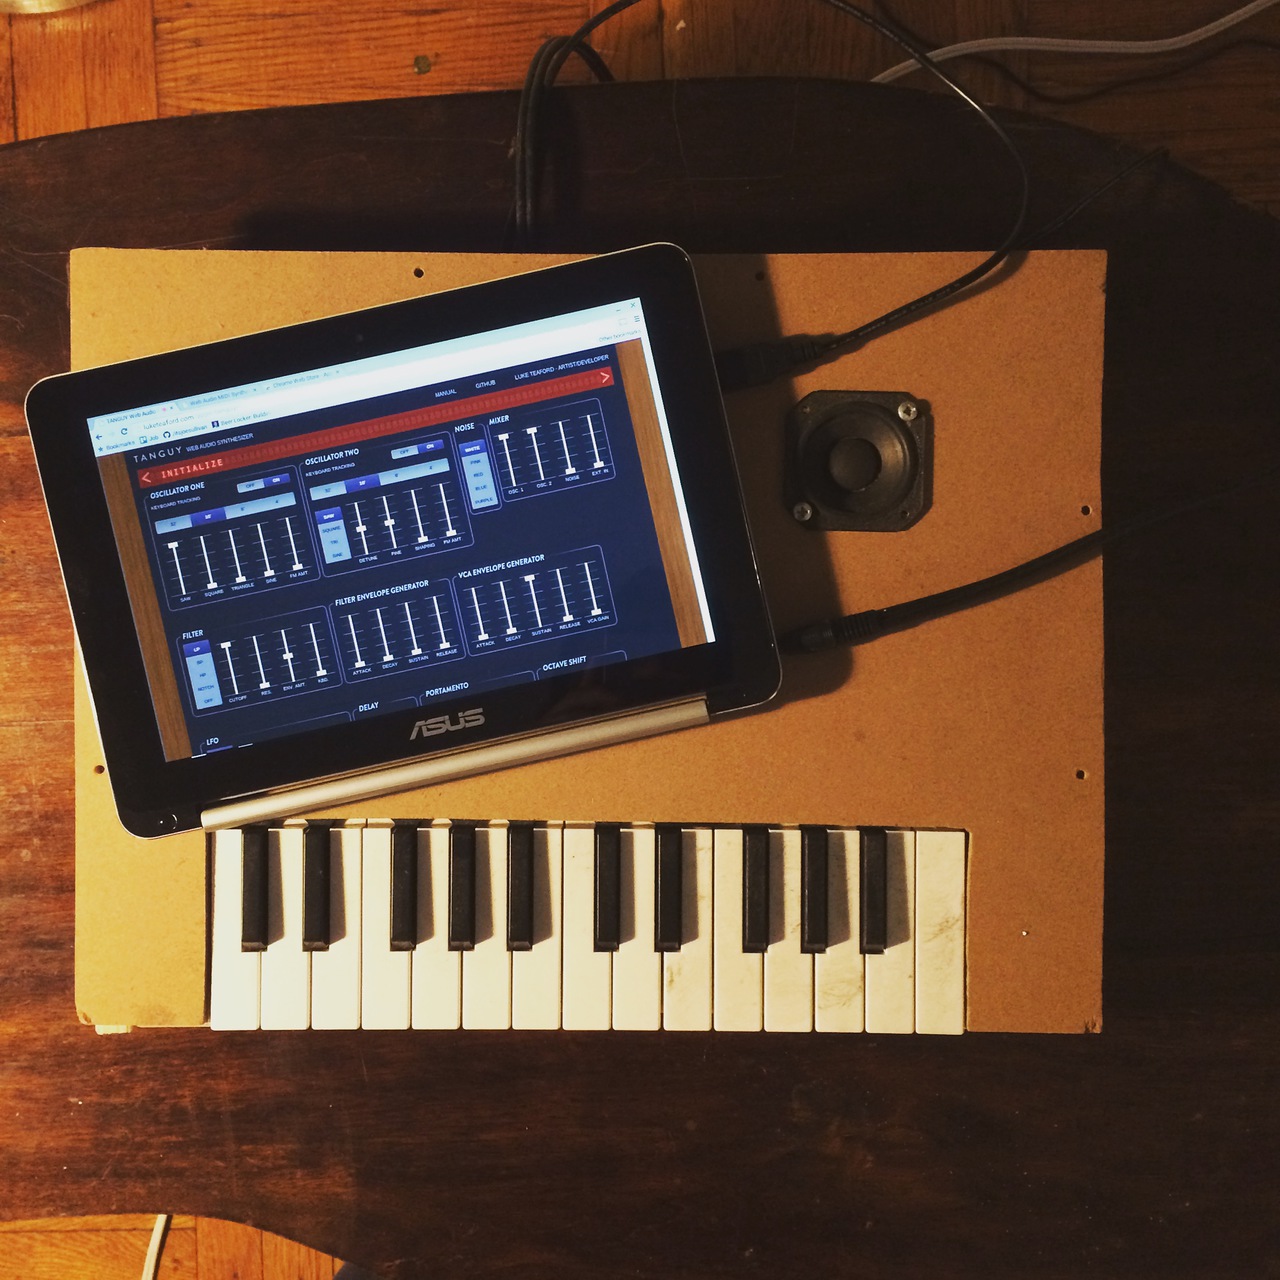 TANGUY Web Audio
Web Audio MIDI Synth
Chrome Web Store
luketeaford.com
Other bookmarks
Bookmarks Job
MANUAL GITHUB LUKE TEAFORD - ARTIST/DEVELOPER
TANGUY WEB AUDIO SYNTHESIZER
< INITIALIZE >
OSCILLATOR ONE
OFF ON
KEYBOARD TRACKING
32' 16' 8' 4'
SAW SQUARE TRIANGLE SINE FM AMT
OSCILLATOR TWO
OFF ON
KEYBOARD TRACKING
32' 16' 8' 4'
SAW
SQUARE
TRI
SINE
DETUNE FINE SHAPING FM AMT
NOISE
WHITE
PINK
RED
BLUE
PURPLE
MIXER
OSC. 1 OSC. 2 NOISE EXT IN
FILTER
LP
BP
HP
NOTCH
OFF
CUTOFF RES. ENV AMT KBD.
FILTER ENVELOPE GENERATOR
ATTACK DECAY SUSTAIN RELEASE
VCA ENVELOPE GENERATOR
ATTACK DECAY SUSTAIN RELEASE VCA GAIN
LFO
DELAY
PORTAMENTO
OCTAVE SHIFT
ASUS